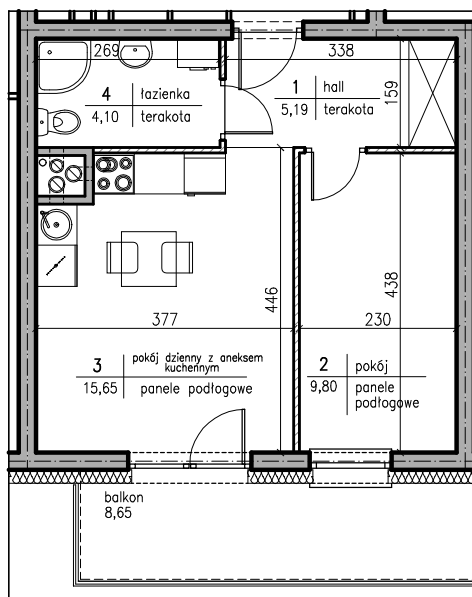 269
338
4 łazienka
4,10 terakota
1 hall
5,19 terakota
159
446
438
377
230
3 pokój dzienny z aneksem
kuchennym
15,65 panele podłogowe
2 pokój
9,80 panele
podłogowe
balkon
8,65